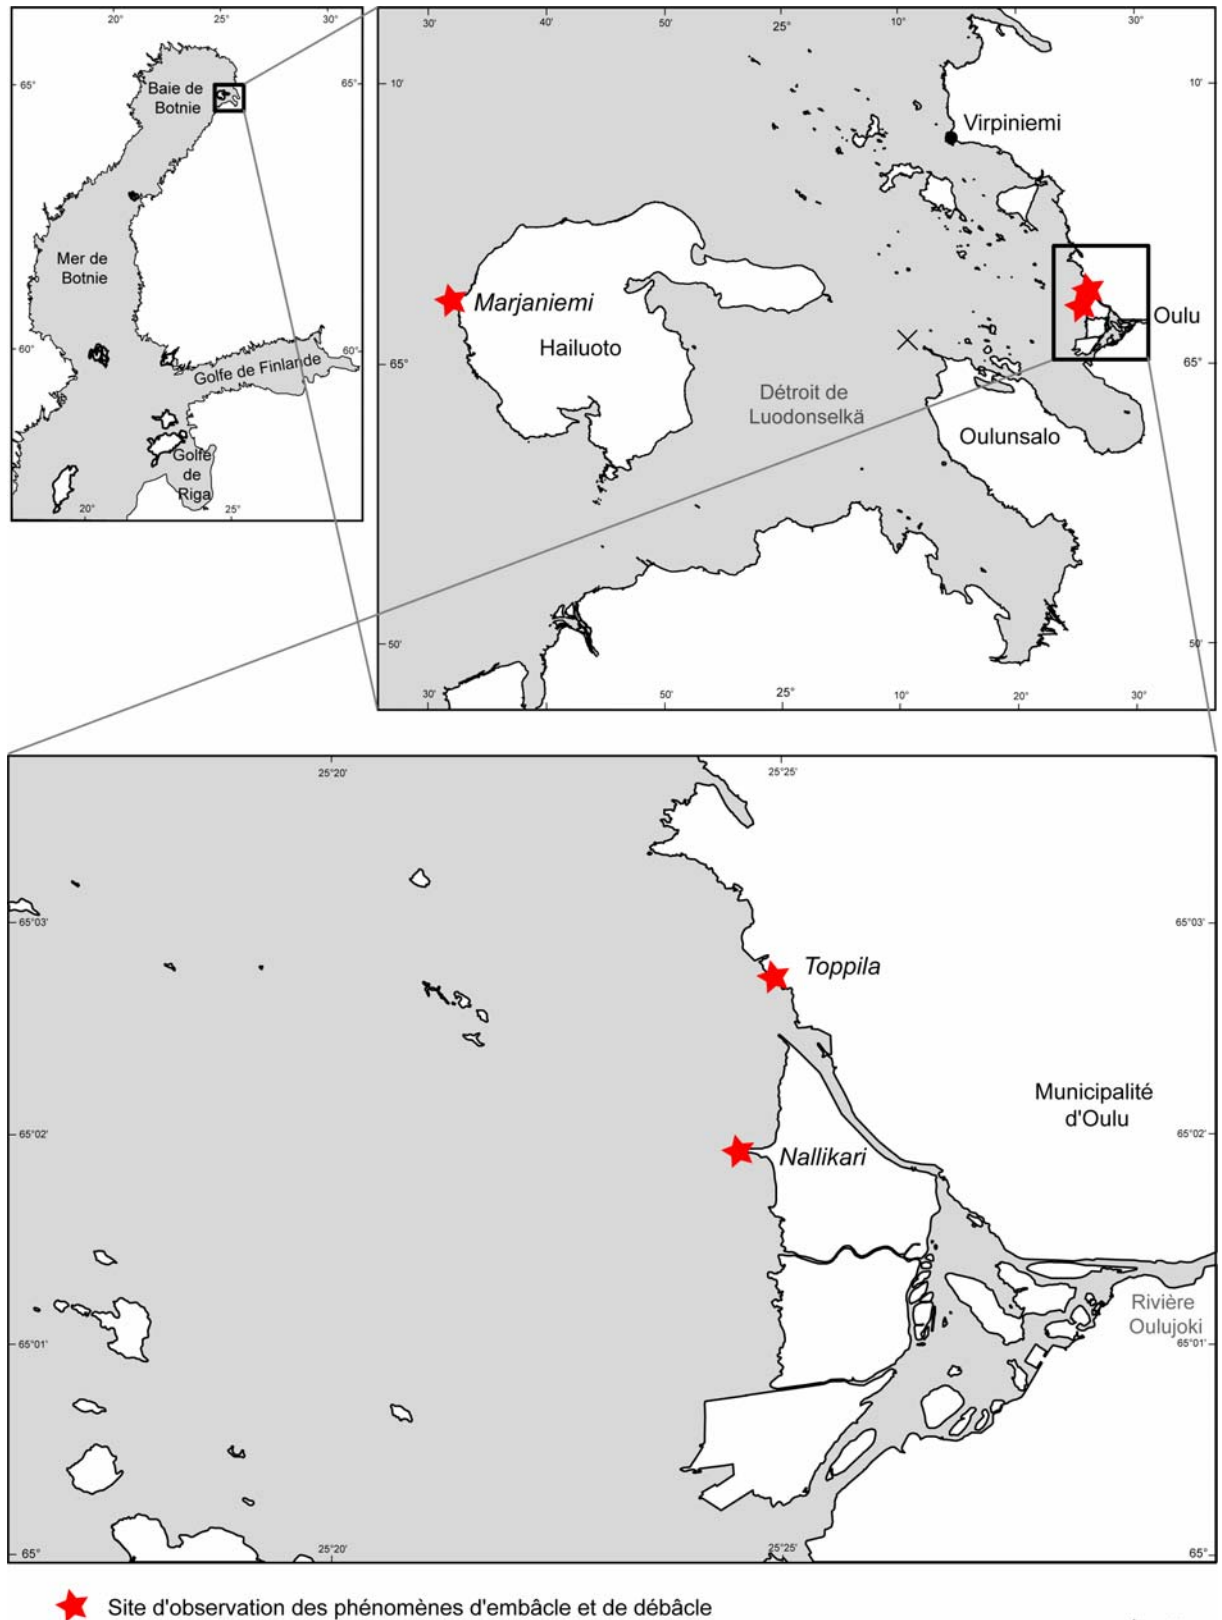 20°
25°
30°
65°
65°
Baie de
Botnie
Mer de
Botnie
60°
60°
Golfe de Finlande
Golfe
de
Riga
20°
25°
30'
40'
50'
25°
10°
30'
10'
10'
Virpiniemi
Marjaniemi
Hailuoto
Oulu
65°
65°
Détroit de
Luodonselkä
Oulunsalo
50'
50'
30'
40'
50'
25°
10°
20'
30'
25°20'
25°25'
65°03'
65°03'
Toppila
Municipalité
d'Oulu
65°02'
65°02'
Nallikari
Rivière
Oulujoki
65°01'
65°01'
65°
25°20'
25°25'
65°
Site d'observation des phénomènes d'embâcle et de débâcle